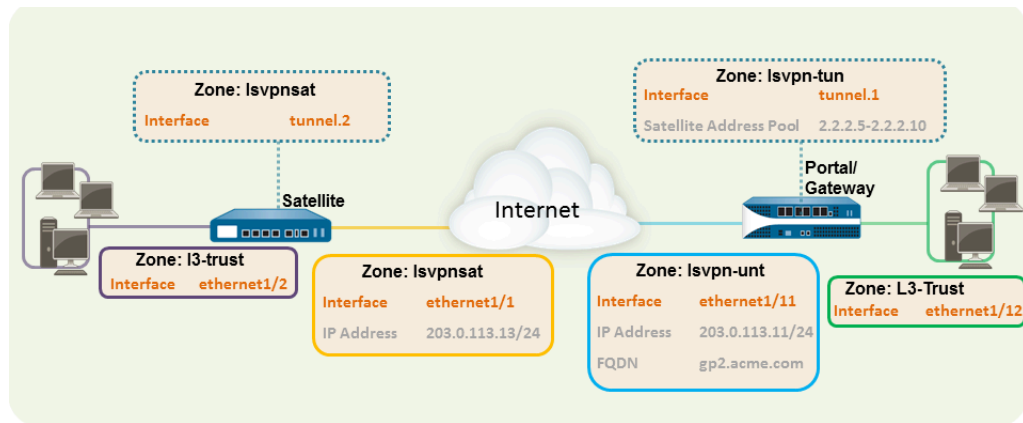 Zone: lsvpnsat
Interface tunnel.2
Zone: lsvpn-tun
Interface tunnel.1
Satellite Address Pool 2.2.2.5-2.2.2.10
Satellite
Internet
Portal/
Gateway
Zone: l3-trust
Interface ethernet1/2
Zone: lsvpnsat
Interface ethernet1/1
IP Address 203.0.113.13/24
Zone: lsvpn-unt
Interface ethernet1/11
IP Address 203.0.113.11/24
FQDN gp2.acme.com
Zone: L3-Trust
Interface ethernet1/12